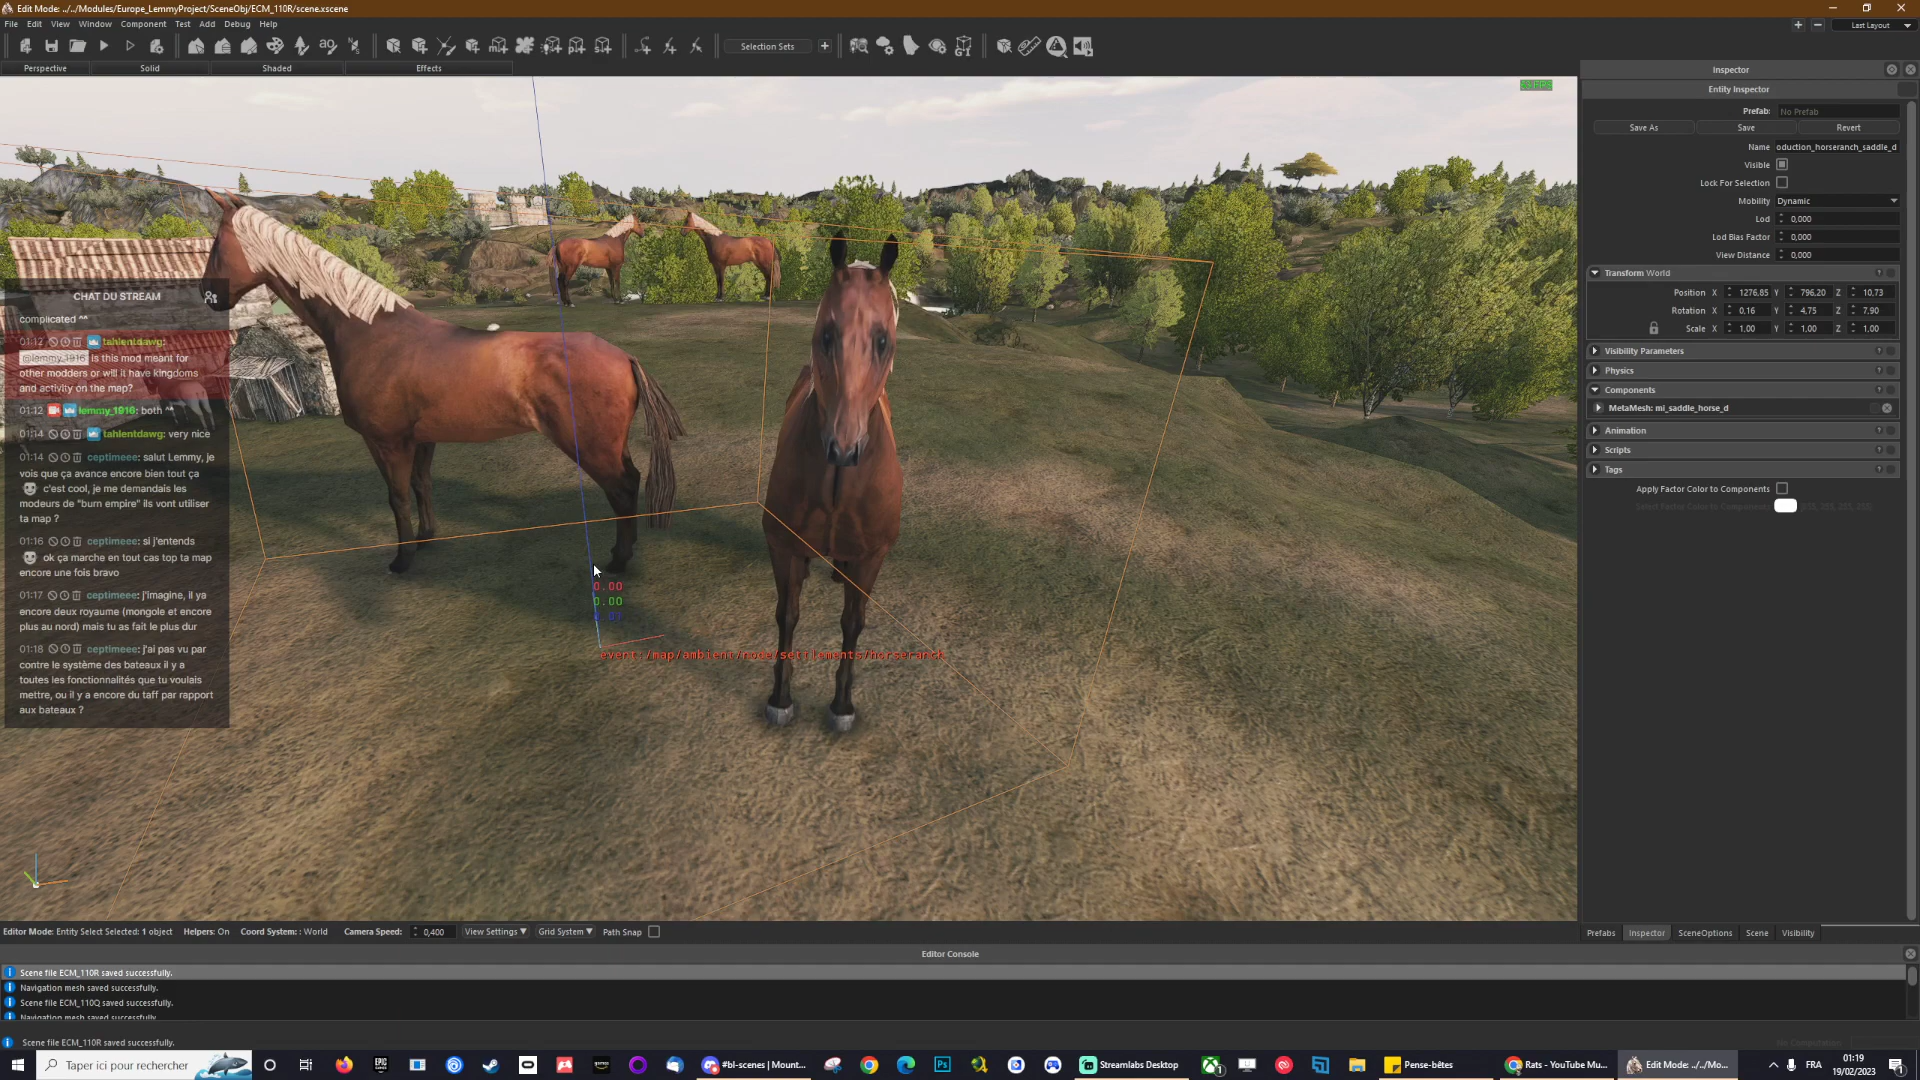 Edit Mode: ../../Modules/Europe_LemmyProject/SceneObj/ECM_110R/scene.xscene
File Edit View Window Component Test Add Debug Help
Last Layout
Selection Sets
Perspective Solid Shaded Effects
Inspector
Entity Inspector
Prefab: No Prefab
Save As Save Revert
Name oduction_horseranch_saddle_d
Visible
Lock For Selection
Mobility Dynamic
Lod 0,000
Lod Bias Factor 0,000
View Distance 0,000
Transform World
Position X 1276.85 Y 796.20 Z 10.73
Rotation X 0.16 Y 4,75 Z 7,90
Scale X 1.00 Y 1.00 Z 1.00
Visibility Parameters
Physics
Components
MetaMesh: mi_saddle_horse_d
Animation
Scripts
Tags
Apply Factor Color to Components
CHAT DU STREAM
complicated ^^
01:12 tahlentdawg:
@lemmy_1916 is this mod meant for
other modders or will it have kingdoms
and activity on the map?
01:12 lemmy_1916: both ^^
01:14 tahlentdawg: very nice
01:14 ceptimeee: salut Lemmy, je
vois que ça avance encore bien tout ça
c'est cool, je me demandais les
modeurs de "burn empire" ils vont utiliser
ta map ?
01:16 ceptimeee: si j'entends
ok ça marche en tout cas top ta map
encore une fois bravo
01:17 ceptimeee: j'imagine, il ya
encore deux royaume (mongole et encore
plus au nord) mais tu as fait le plus dur
01:18 ceptimeee: j'ai pas vu par
contre le système des bateaux il y a
toutes les fonctionnalités que tu voulais
mettre, ou il y a encore du taff par rapport
aux bateaux ?
0.00
0.00
event:/map/ambient/node/settlements/horseranch
Editor Mode: Entity Select Selected: 1 object Helpers: On Coord System: : World Camera Speed: 0,400 View Settings Grid System Path Snap
Prefabs Inspector SceneOptions Scene Visibility
Editor Console
Scene file ECM_110R saved successfully.
Navigation mesh saved successfully.
Scene file ECM_110Q saved successfully.
Navigation mesh saved successfully.
Scene file ECM_110R saved successfully.
No Computation
Taper ici pour rechercher
#bl-scenes | Mount...
Streamlabs Desktop
Pense-bêtes
Rats - YouTube Mu...
Edit Mode: ../../Mo...
FRA
01:19
19/02/2023